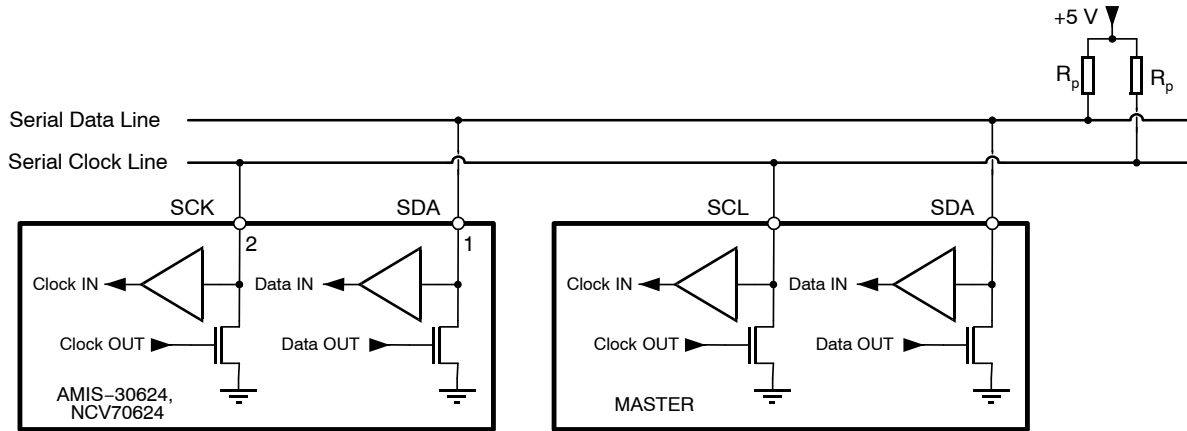 +5 V
Rp
Rp
Serial Data Line
Serial Clock Line
SCK
SDA
SCL
SDA
2
1
Clock IN
Data IN
Clock IN
Data IN
Clock OUT
Data OUT
Clock OUT
Data OUT
AMIS−30624,
NCV70624
MASTER